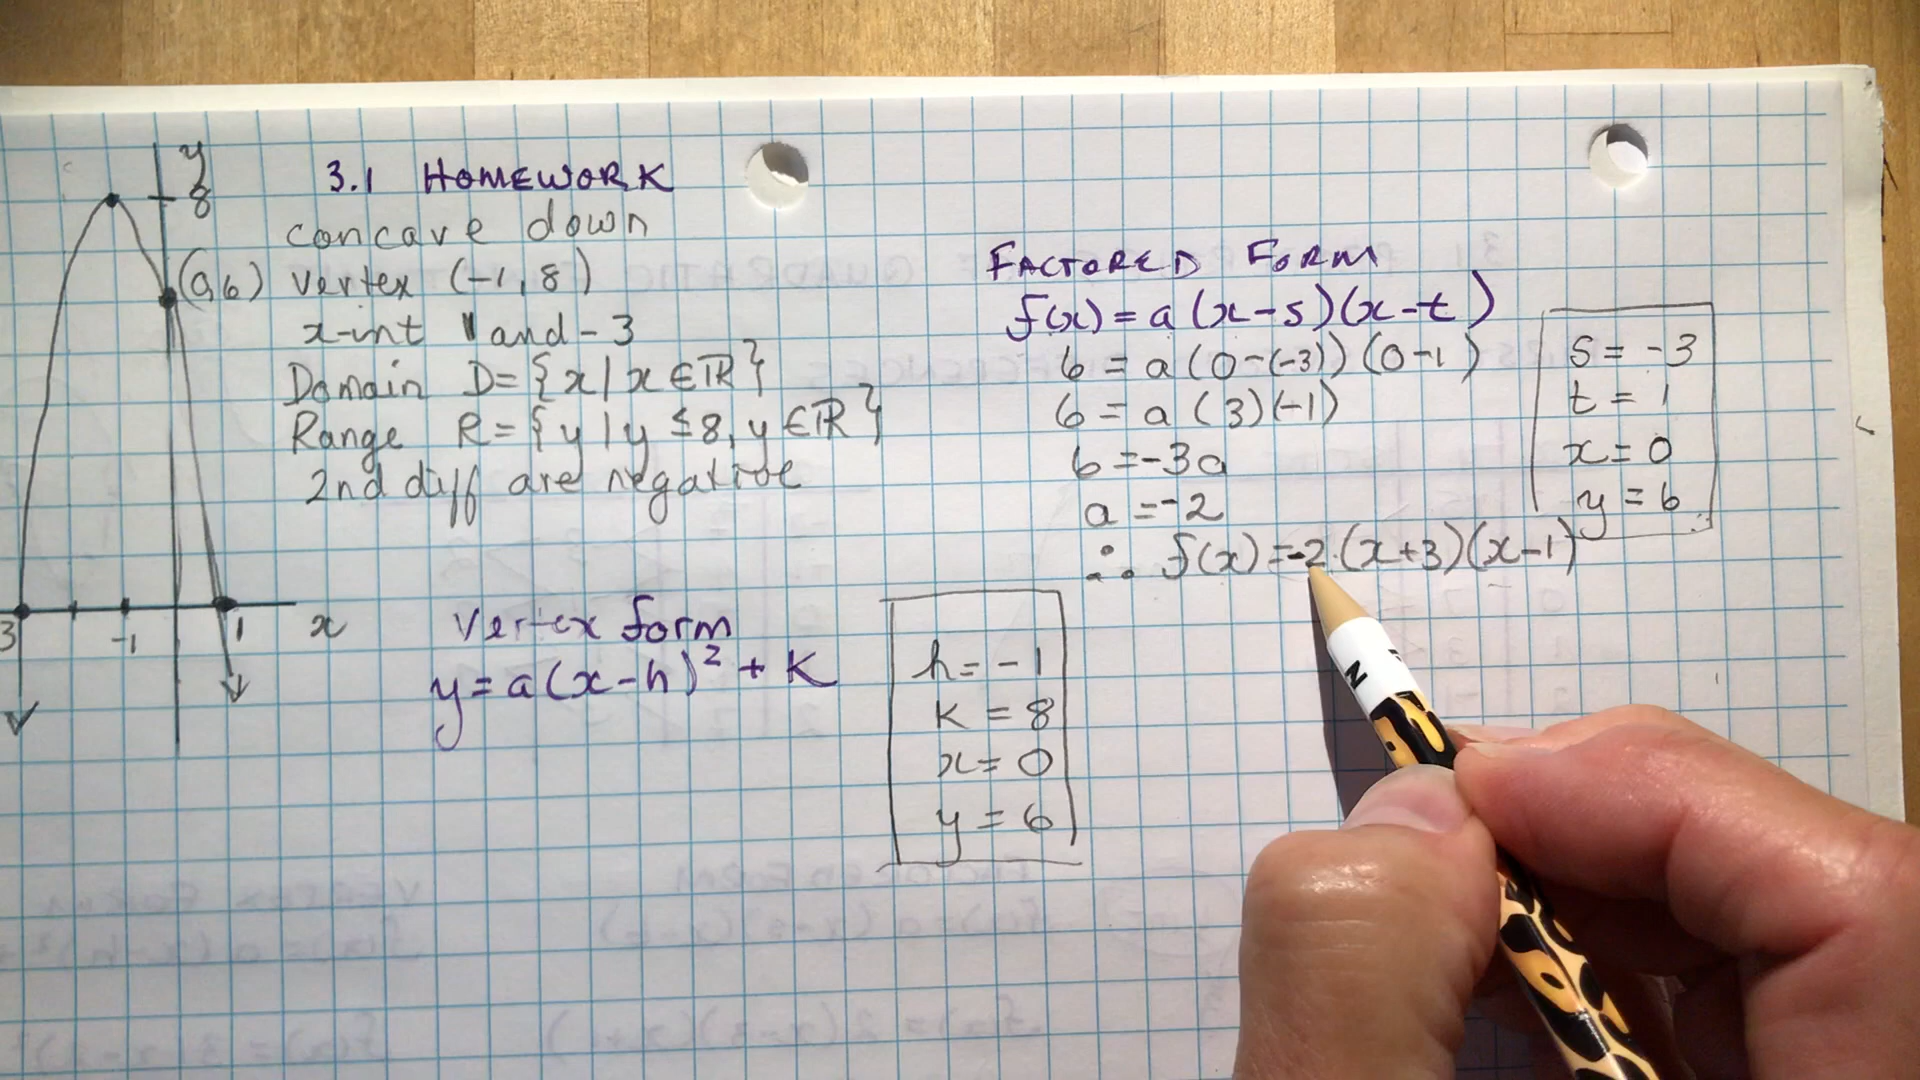 3.1 HOMEWORK
concave down
vertex (-1, 8)
x-int 1 and -3
Domain D= {x | x ∈ ℝ}
Range R = {y | y ≤ 8, y ∈ ℝ}
2nd diff are negative
y
8
(0,6)
3
-1
1
x
Vertex form
y = a(x-h)² + K
h = -1
K = 8
x = 0
y = 6
FACTORED FORM
f(x) = a(x-s)(x-t)
6 = a(0-(-3))(0-1)
6 = a(3)(-1)
6 = -3a
a = -2
∴ f(x) = -2(x+3)(x-1)
S = -3
t = 1
x = 0
y = 6
N